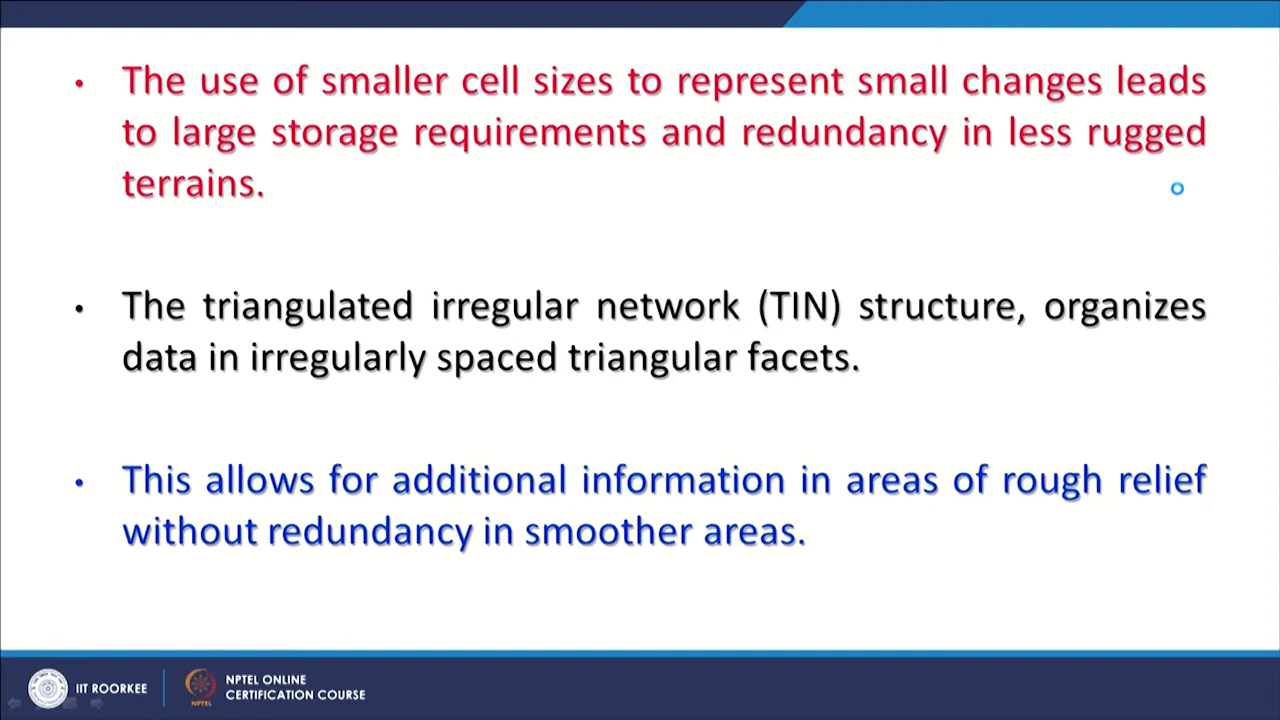 • The use of smaller cell sizes to represent small changes leads
to large storage requirements and redundancy in less rugged
terrains.
• The triangulated irregular network (TIN) structure, organizes
data in irregularly spaced triangular facets.
• This allows for additional information in areas of rough relief
without redundancy in smoother areas.
IIT ROORKEE
NPTEL
NPTEL ONLINE
CERTIFICATION COURSE